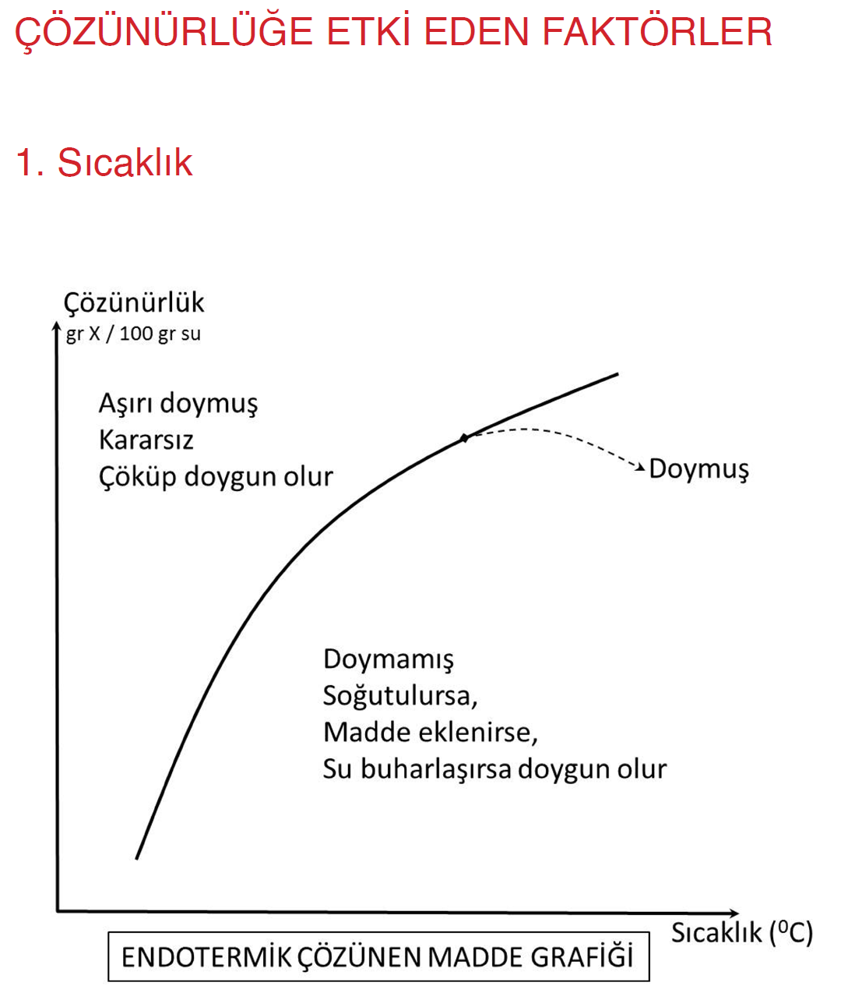 ÇÖZÜNÜRLÜĞE ETKİ EDEN FAKTÖRLER
1. Sıcaklık
Çözünürlük
gr X / 100 gr su
Aşırı doymuş
Kararsız
Çöküp doygun olur
Doymuş
Doymamış
Soğutulursa,
Madde eklenirse,
Su buharlaşırsa doygun olur
Sıcaklık (⁰C)
ENDOTERMİK ÇÖZÜNEN MADDE GRAFİĞİ